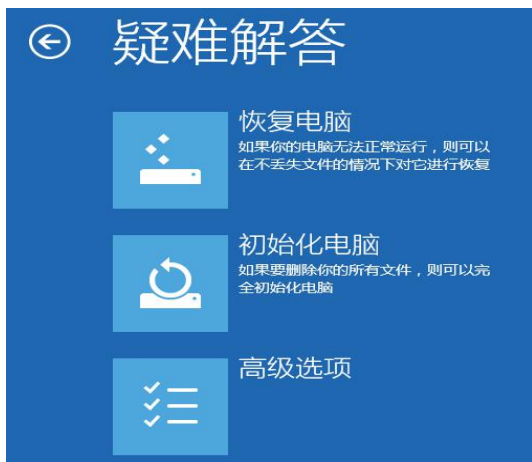 疑难解答
恢复电脑
如果你的电脑无法正常运行，则可以
在不丢失文件的情况下对它进行恢复
初始化电脑
如果要删除你的所有文件，则可以完
全初始化电脑
高级选项